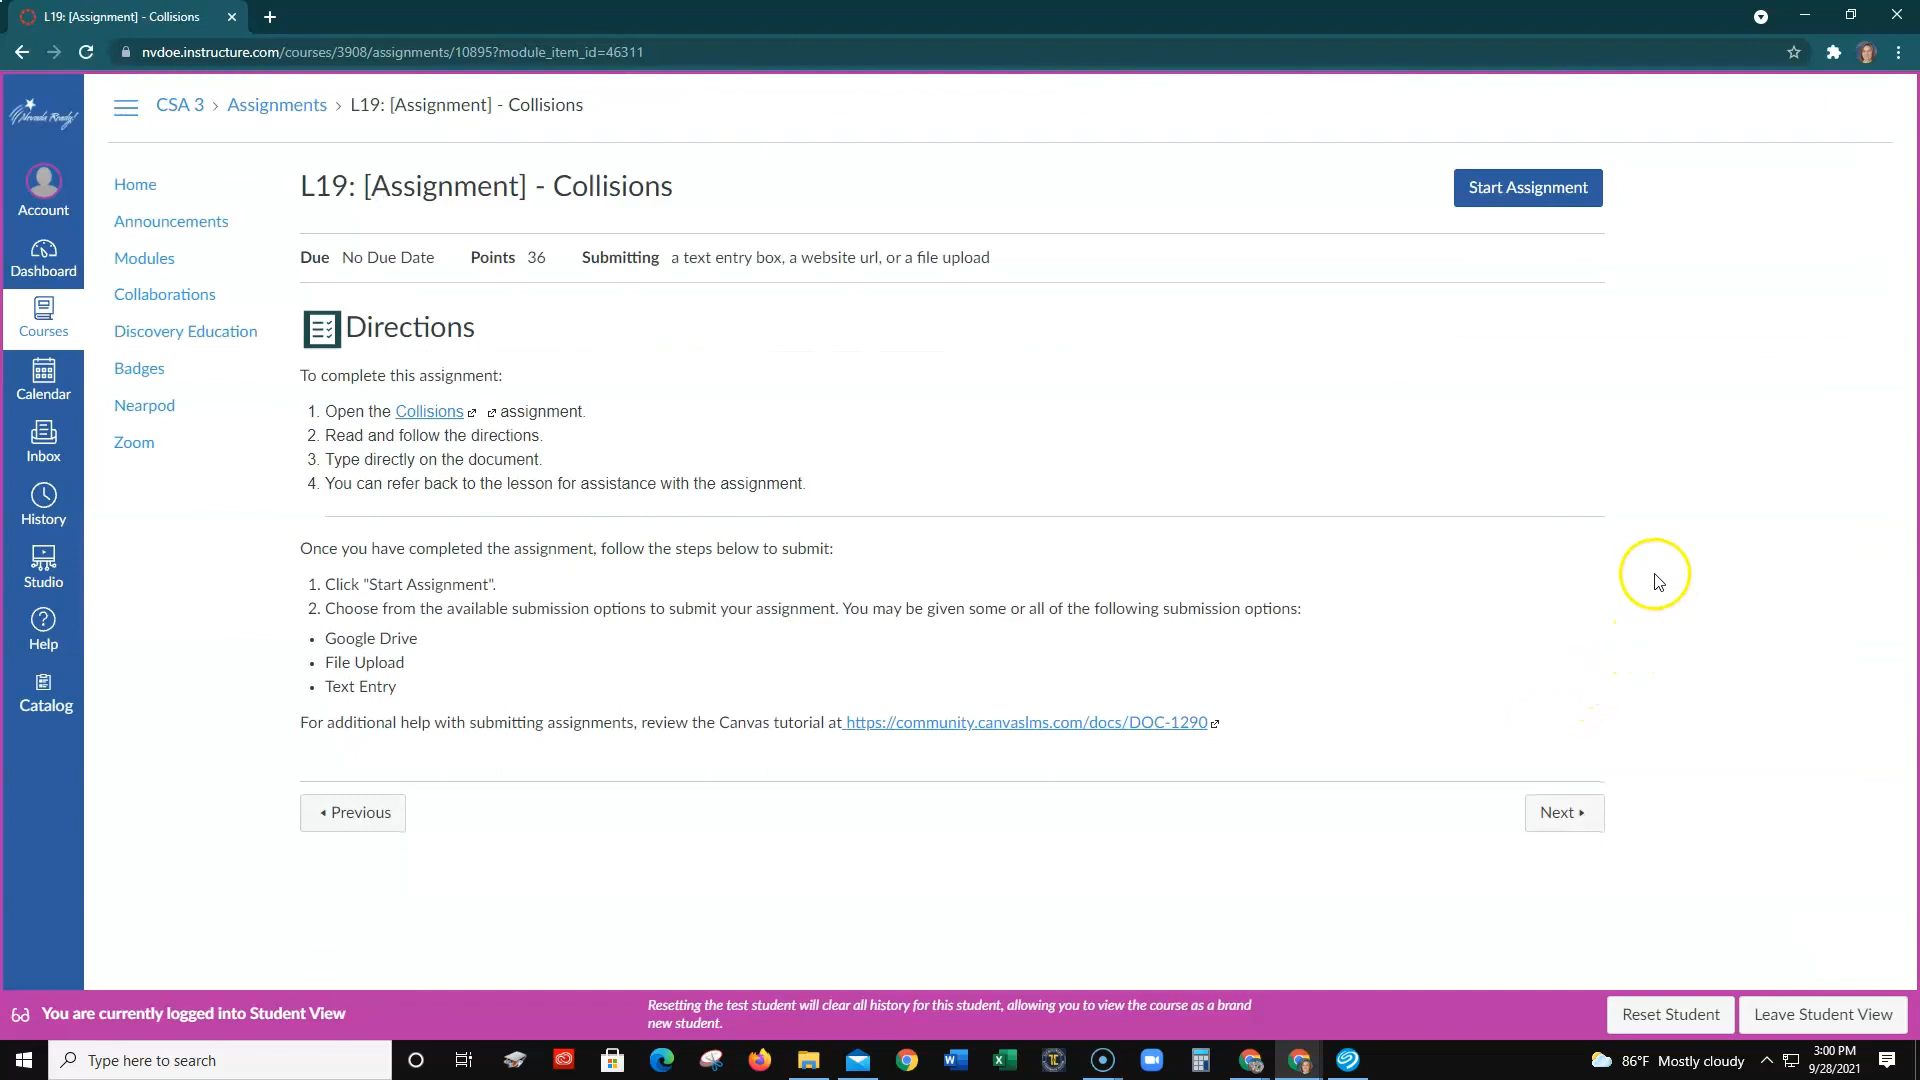 L19: [Assignment] - Collisions
nvdoe.instructure.com/courses/3908/assignments/10895?module_item_id=46311
Nevada Ready!
CSA 3 › Assignments › L19: [Assignment] - Collisions
Account
Dashboard
Courses
Calendar
Inbox
History
Studio
Help
Catalog
Home
Announcements
Modules
Collaborations
Discovery Education
Badges
Nearpod
Zoom
L19: [Assignment] - Collisions
Start Assignment
Due No Due Date Points 36 Submitting a text entry box, a website url, or a file upload
Directions
To complete this assignment:
1. Open the Collisions assignment.
2. Read and follow the directions.
3. Type directly on the document.
4. You can refer back to the lesson for assistance with the assignment.
Once you have completed the assignment, follow the steps below to submit:
1. Click "Start Assignment".
2. Choose from the available submission options to submit your assignment. You may be given some or all of the following submission options:
• Google Drive
• File Upload
• Text Entry
For additional help with submitting assignments, review the Canvas tutorial at https://community.canvaslms.com/docs/DOC-1290
Previous
Next
You are currently logged into Student View
Resetting the test student will clear all history for this student, allowing you to view the course as a brand
new student.
Reset Student
Leave Student View
Type here to search
86°F Mostly cloudy
3:00 PM
9/28/2021